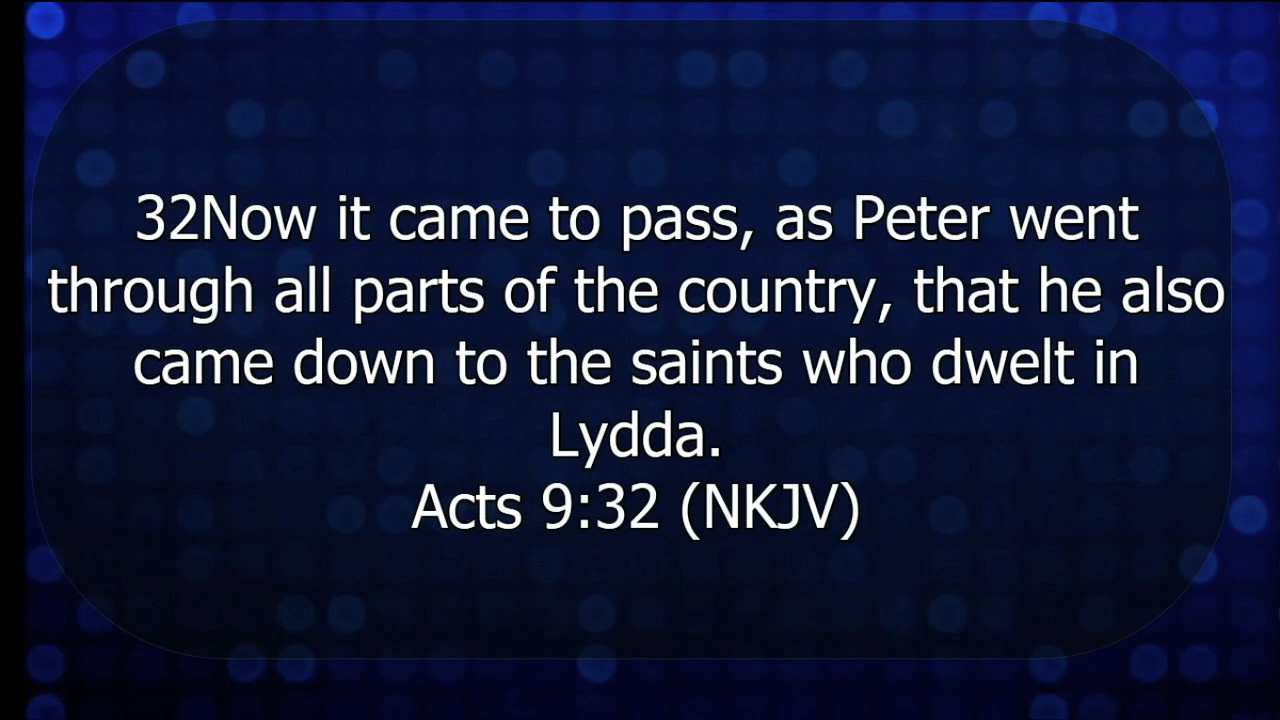 32Now it came to pass, as Peter went
through all parts of the country, that he also
came down to the saints who dwelt in
Lydda.
Acts 9:32 (NKJV)